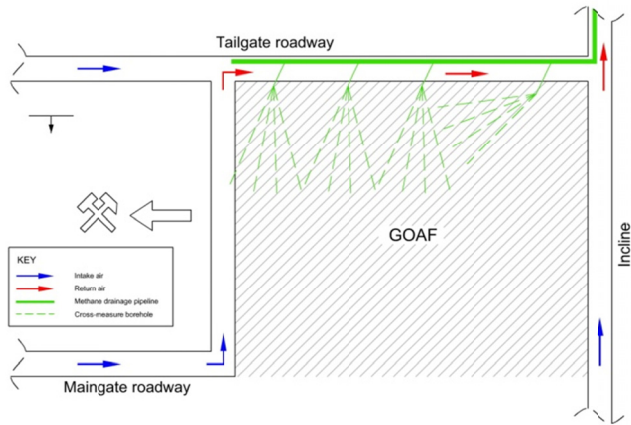 Tailgate roadway
GOAF
Incline
KEY
Intake air
Return air
Methane drainage pipeline
Cross-measure borehole
Maingate roadway